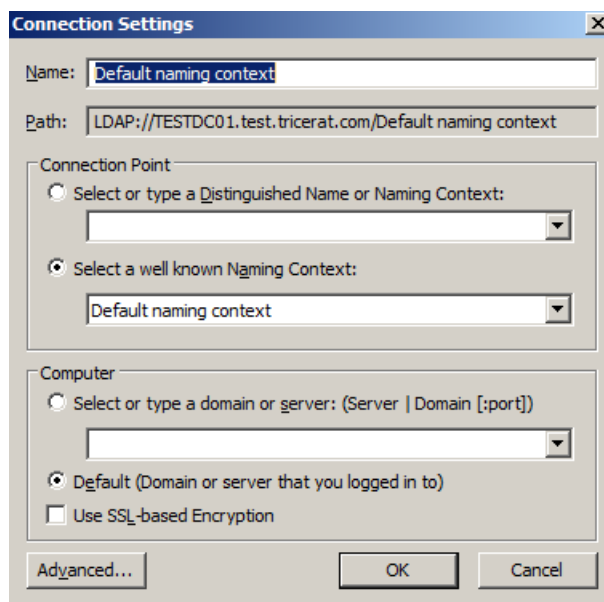 Connection Settings
Name: Default naming context
Path: LDAP://TESTDC01.test.tricerat.com/Default naming context
Connection Point
Select or type a Distinguished Name or Naming Context:
Select a well known Naming Context:
Default naming context
Computer
Select or type a domain or server: (Server | Domain [:port])
Default (Domain or server that you logged in to)
Use SSL-based Encryption
Advanced... OK Cancel